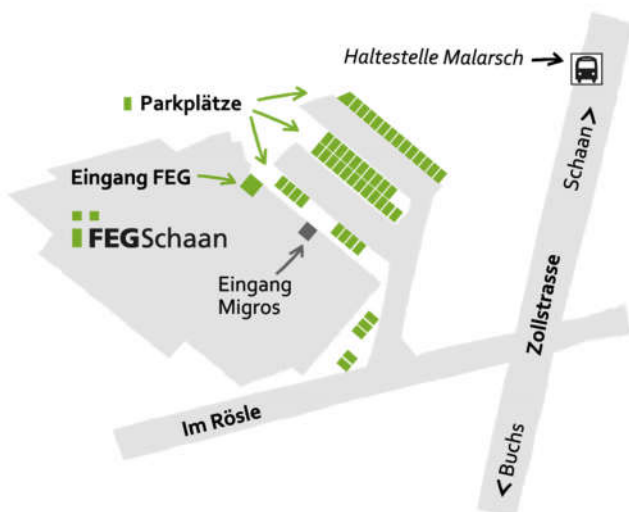 Haltestelle Malarsch
Parkplätze
Schaan >
Eingang FEG
FEGSchaan
Eingang
Migros
Zollstrasse
Im Rösle
< Buchs